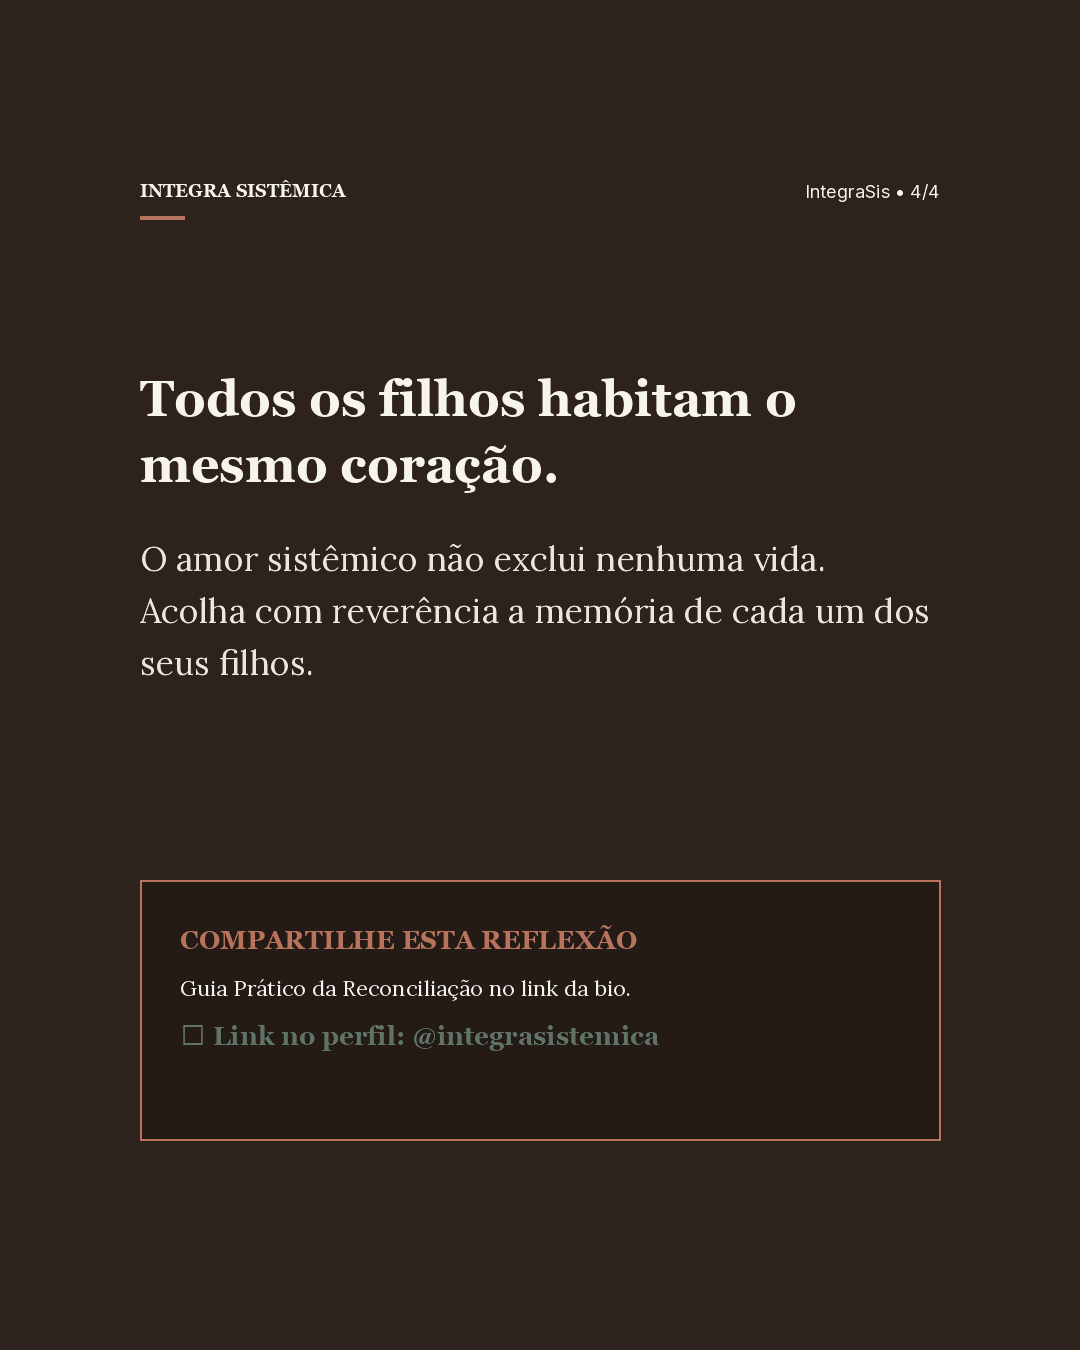 INTEGRA SISTÊMICA
IntegraSis • 4/4
Todos os filhos habitam o
mesmo coração.
O amor sistêmico não exclui nenhuma vida.
Acolha com reverência a memória de cada um dos
seus filhos.
COMPARTILHE ESTA REFLEXÃO
Guia Prático da Reconciliação no link da bio.
☐ Link no perfil: @integrasistemica